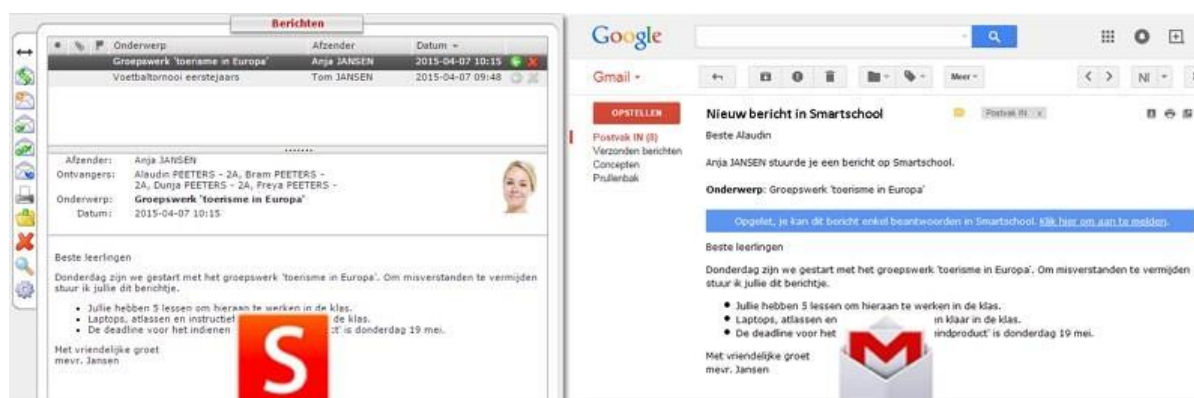 Berichten
Onderwerp Afzender Datum
Groepswerk 'toerisme in Europa' Anja JANSEN 2015-04-07 10:15
Voetbaltornooi eerstejaars Tom JANSEN 2015-04-07 09:48
Afzender: Anja JANSEN
Ontvangers: Alaudin PEETERS - 2A, Bram PEETERS -
2A, Dunja PEETERS - 2A, Freya PEETERS -
Onderwerp: Groepswerk 'toerisme in Europa'
Datum: 2015-04-07 10:15
Beste leerlingen
Donderdag zijn we gestart met het groepswerk 'toerisme in Europa'. Om misverstanden te vermijden
stuur ik jullie dit berichtje.
Jullie hebben 5 lessen om hieraan te werken in de klas.
Laptops, atlassen en de klas.
De deadline voor het indienen is donderdag 19 mei.
Met vriendelijke groet
mevr. Jansen
S
Google
Gmail
Meer
Nl
OPSTELLEN
Postvak IN (8)
Verzonden berichten
Concepten
Prullenbak
Nieuw bericht in Smartschool Postvak IN x
Beste Alaudin
Anja JANSEN stuurde je een bericht op Smartschool.
Onderwerp: Groepswerk 'toerisme in Europa'
Opgelet, je kan dit bericht enkel beantwoorden in Smartschool. Klik hier om aan te melden.
Beste leerlingen
Donderdag zijn we gestart met het groepswerk 'toerisme in Europa'. Om misverstanden te vermijden
stuur ik jullie dit berichtje.
Jullie hebben 5 lessen om hieraan te werken in de klas.
Laptops, atlassen en klaar in de klas.
De deadline voor het is donderdag 19 mei.
Met vriendelijke groet
mevr. Jansen